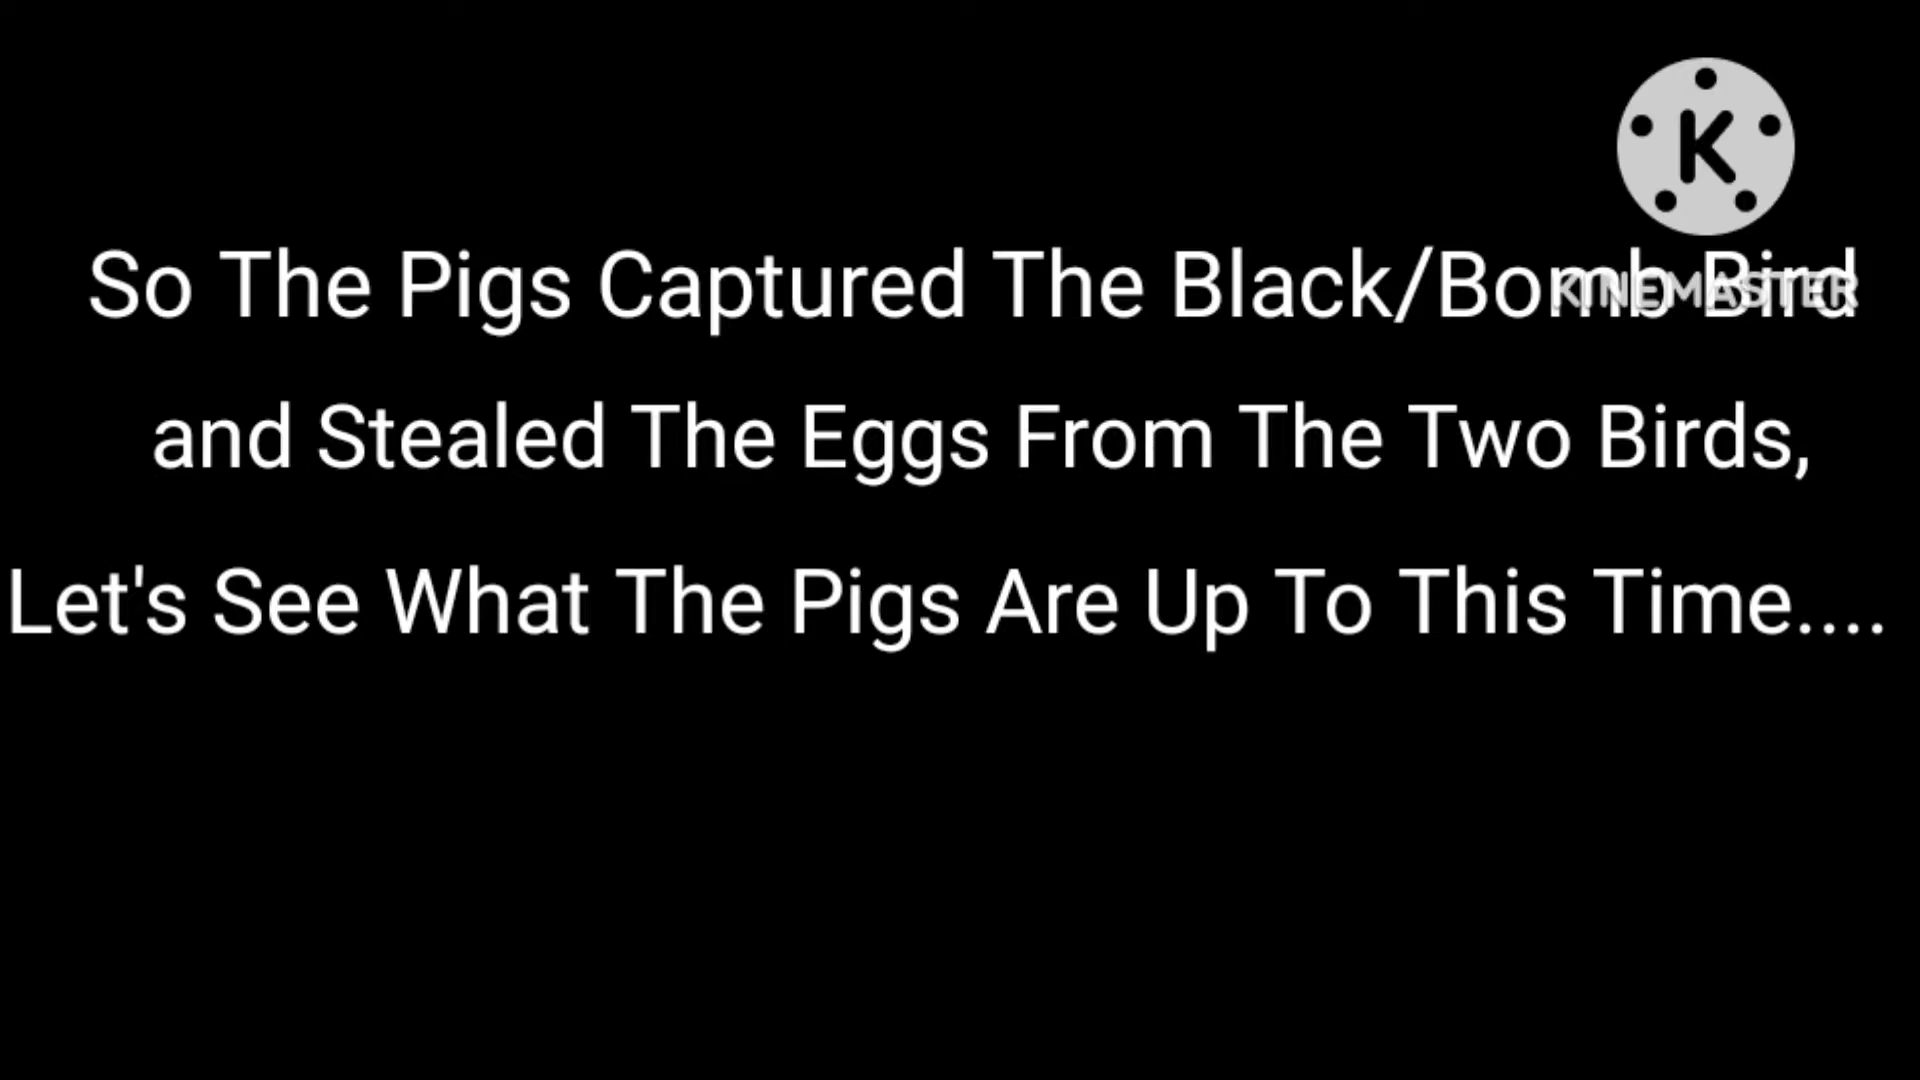 K
So The Pigs Captured The Black/Bomb Bird
KINEMASTER
and Stealed The Eggs From The Two Birds,
Let's See What The Pigs Are Up To This Time....